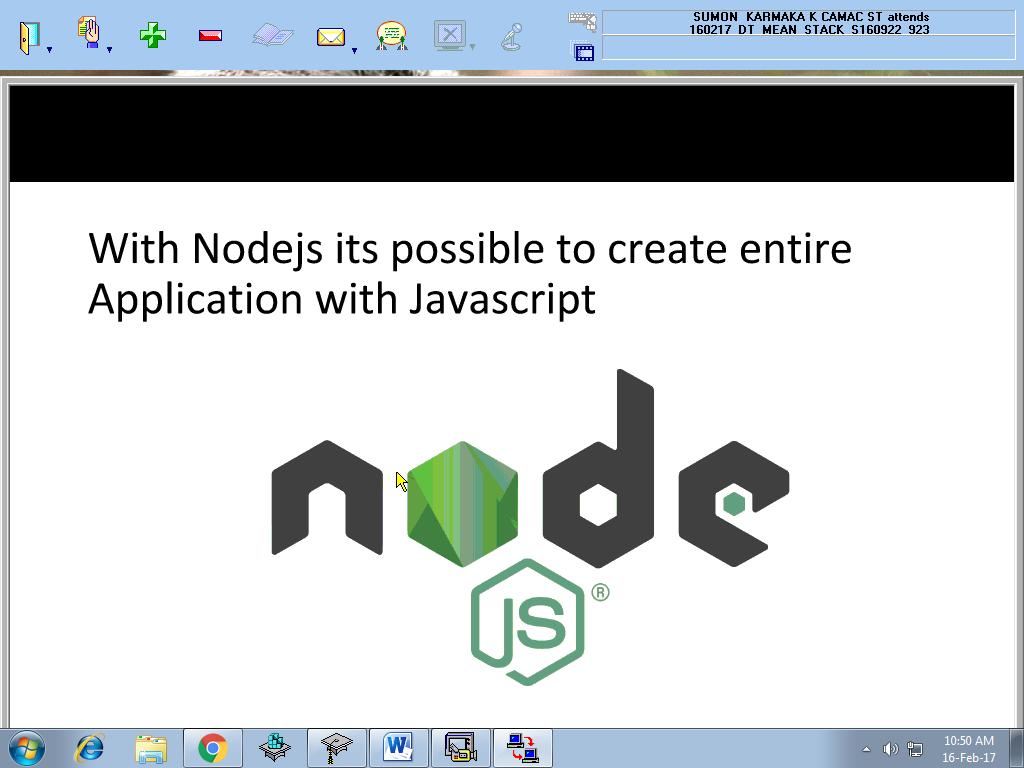 SUMON KARMAKA K CAMAC ST attends
160217 DT MEAN STACK S160922 923
With Nodejs its possible to create entire
Application with Javascript
node
JS ®
10:50 AM
16-Feb-17